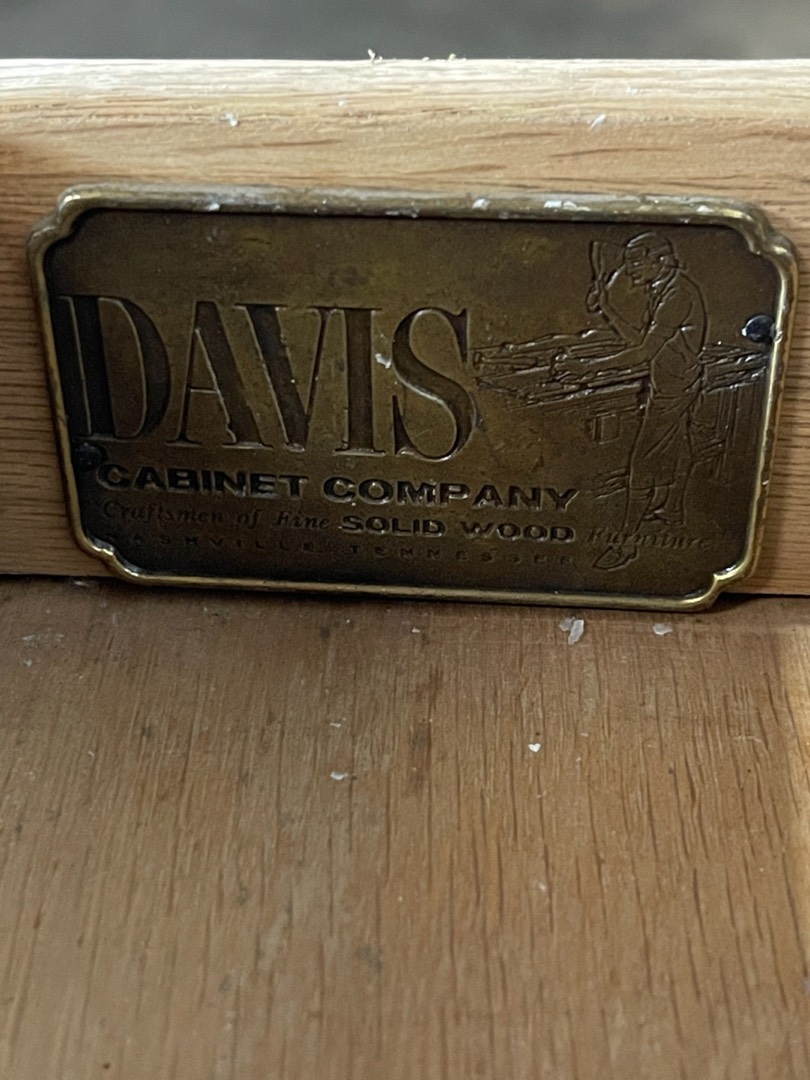 DAVIS
CABINET COMPANY
Craftsmen of Fine SOLID WOOD Furniture
NASHVILLE TENNESSEE